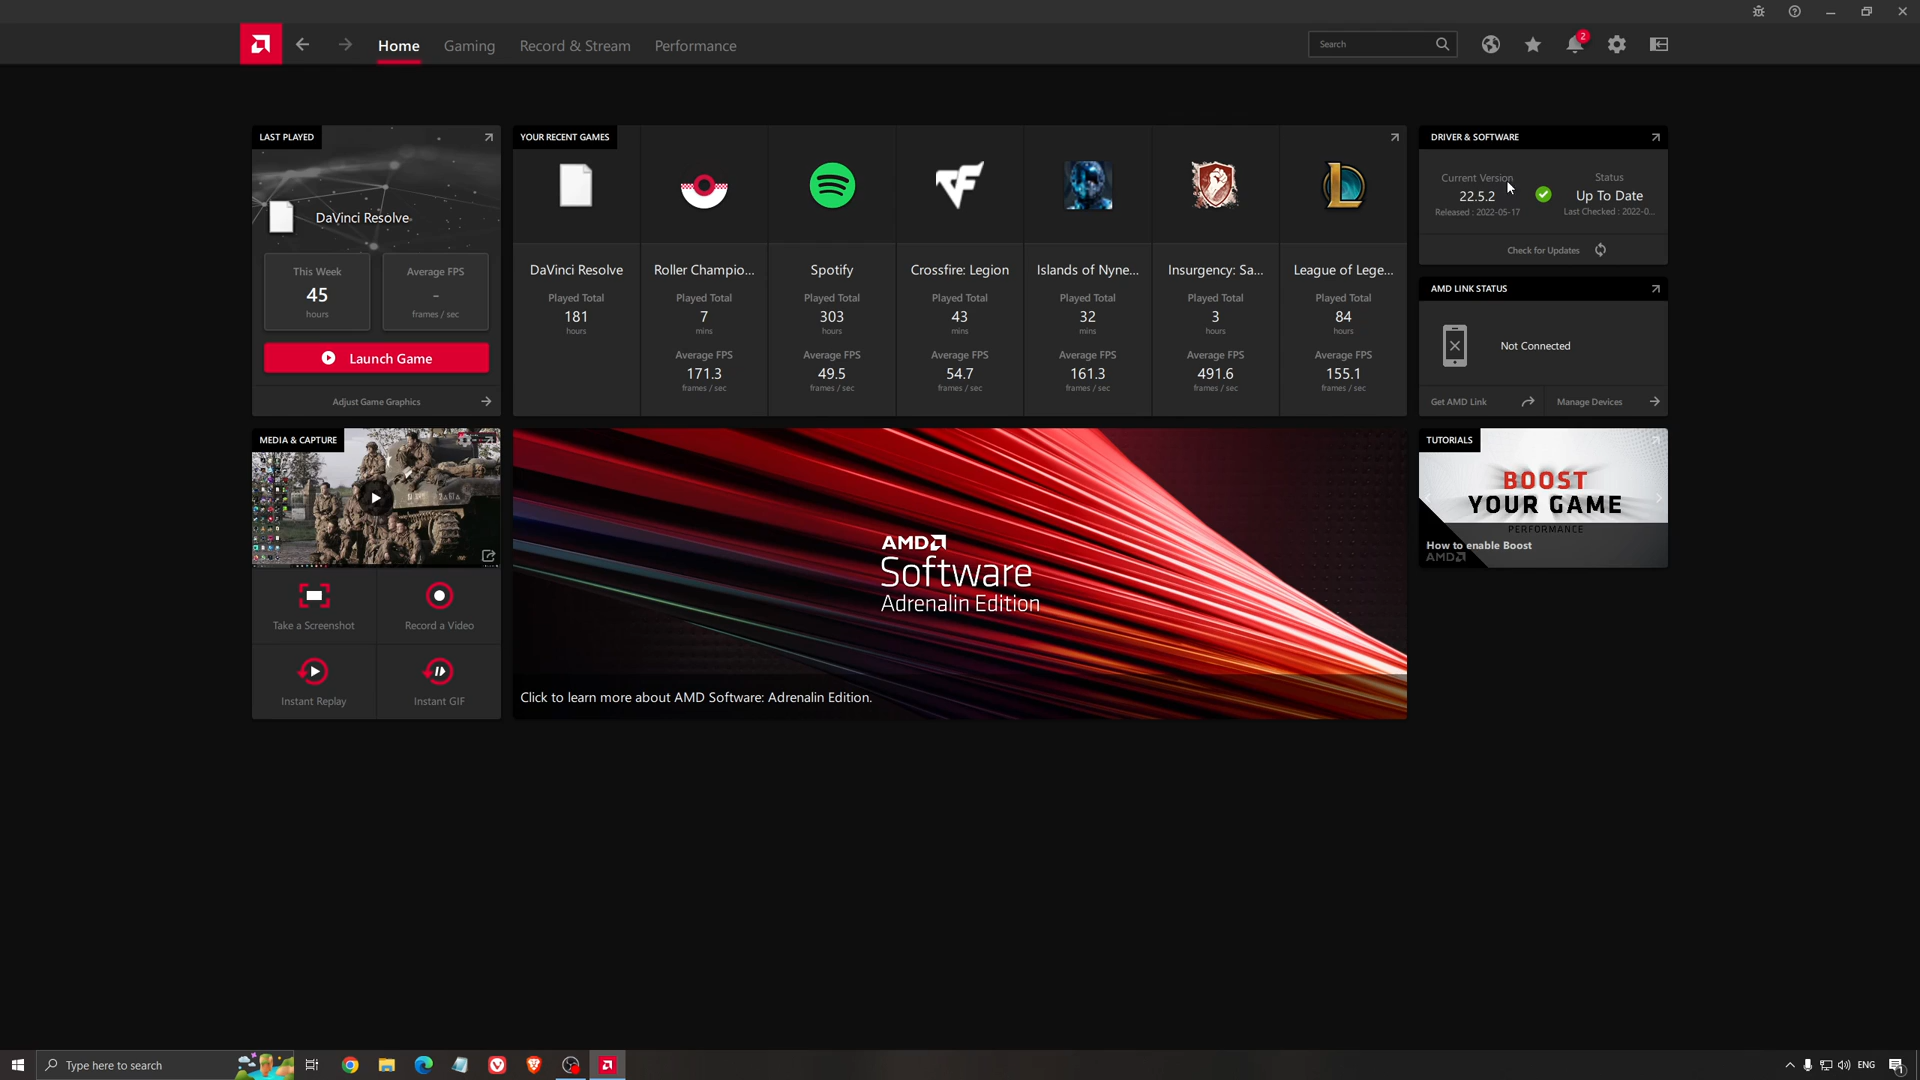 Home
Gaming
Record & Stream
Performance
Search
2
LAST PLAYED
DaVinci Resolve
This Week
45
hours
Average FPS
-
frames / sec
Launch Game
Adjust Game Graphics
YOUR RECENT GAMES
DaVinci Resolve
Played Total
181
hours
Roller Champio...
Played Total
7
mins
Average FPS
171.3
frames / sec
Spotify
Played Total
303
hours
Average FPS
49.5
frames / sec
Crossfire: Legion
Played Total
43
mins
Average FPS
54.7
frames / sec
Islands of Nyne...
Played Total
32
mins
Average FPS
161.3
frames / sec
Insurgency: Sa...
Played Total
3
hours
Average FPS
491.6
frames / sec
League of Lege...
Played Total
84
hours
Average FPS
155.1
frames / sec
DRIVER & SOFTWARE
Current Version
22.5.2
Released : 2022-05-17
Status
Up To Date
Last Checked : 2022-0...
Check for Updates
AMD LINK STATUS
Not Connected
Get AMD Link
Manage Devices
MEDIA & CAPTURE
Take a Screenshot
Record a Video
Instant Replay
Instant GIF
AMD
Software
Adrenalin Edition
Click to learn more about AMD Software: Adrenalin Edition.
TUTORIALS
BOOST
YOUR GAME
PERFORMANCE
How to enable Boost
AMD
Type here to search
ENG
1